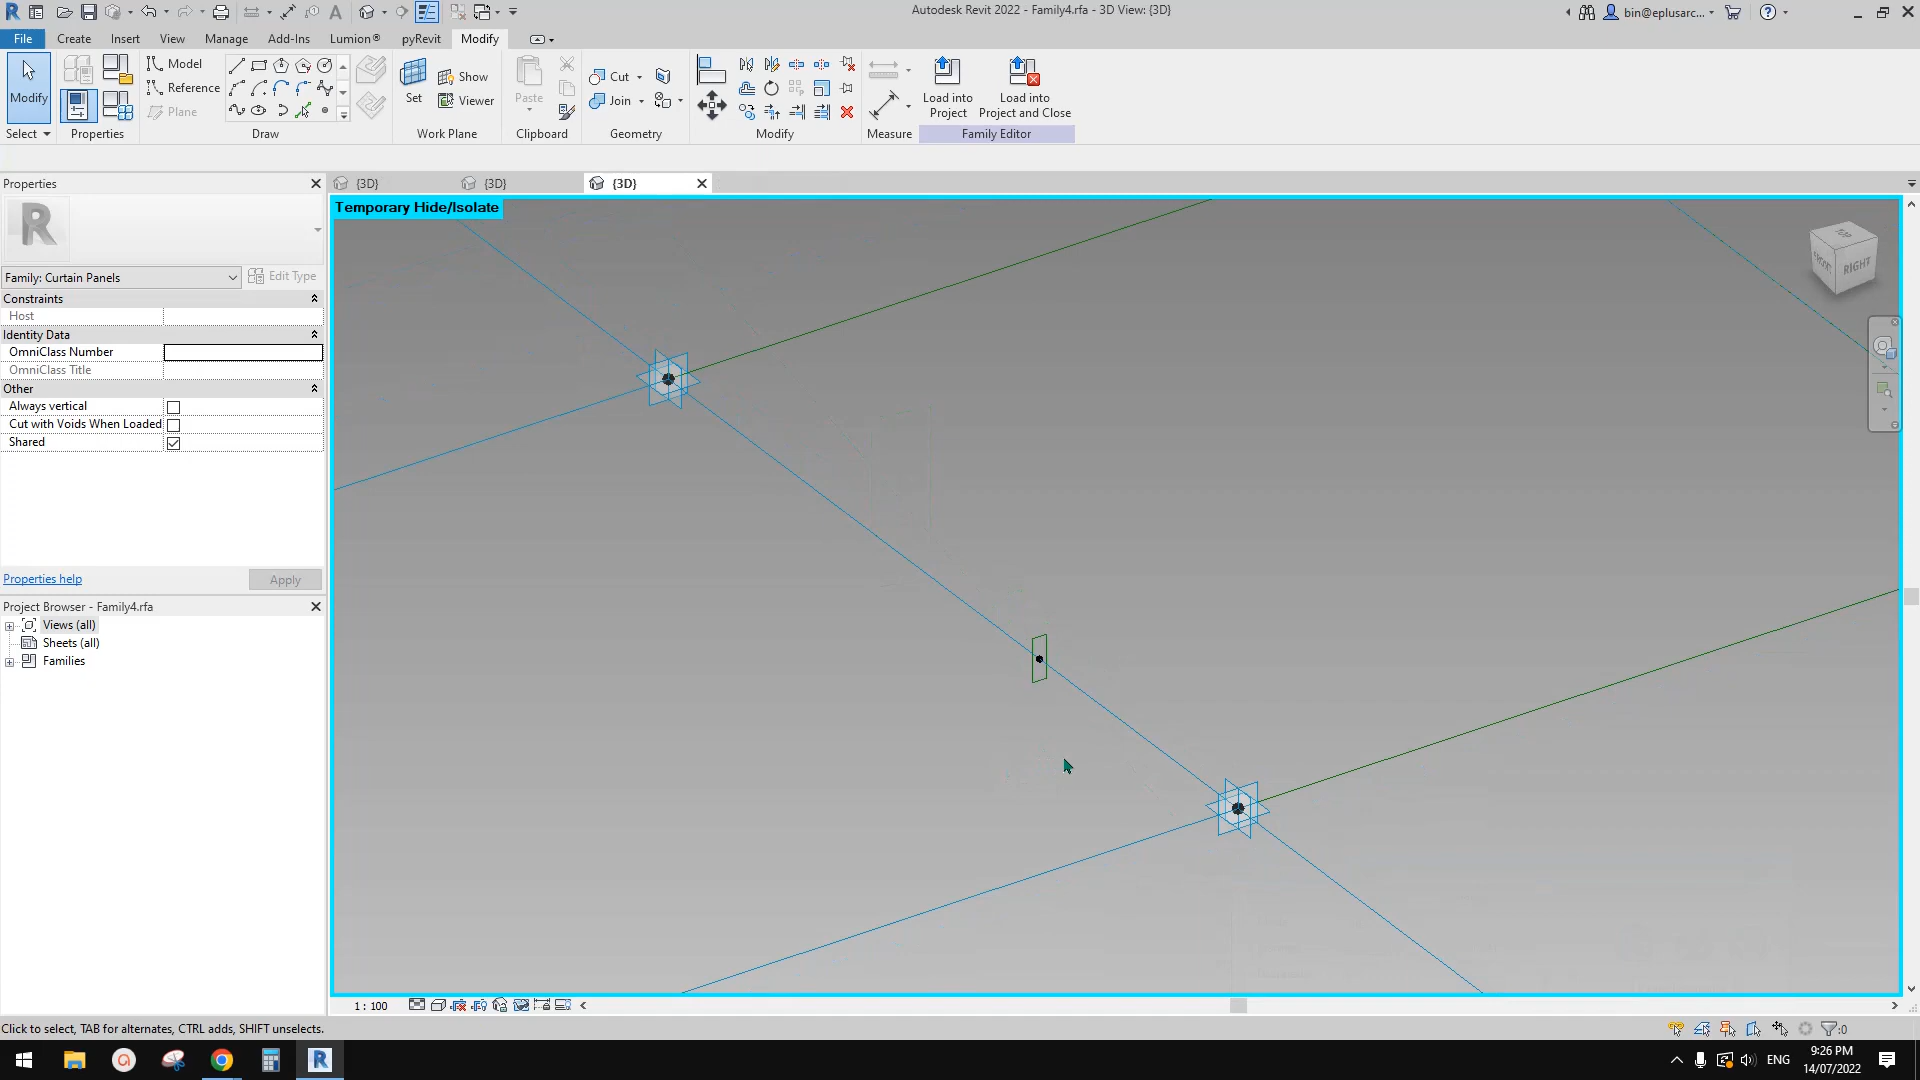 Autodesk Revit 2022 - Family4.rfa - 3D View: {3D}
bin@eplusarc...
File Create Insert View Manage Add-Ins Lumion® pyRevit Modify
Modify
Select
Properties
Model
Reference
Plane
Draw
Set
Show
Viewer
Work Plane
Paste
Clipboard
Cut
Join
Geometry
Modify
Measure
Load into
Project
Load into
Project and Close
Family Editor
Properties
{3D} {3D} {3D}
Temporary Hide/Isolate
R
Family: Curtain Panels
Edit Type
Constraints
Host
Identity Data
OmniClass Number
OmniClass Title
Other
Always vertical
Cut with Voids When Loaded
Shared
Properties help
Apply
Project Browser - Family4.rfa
Views (all)
Sheets (all)
Families
TOP
FRONT
RIGHT
1 : 100
Click to select, TAB for alternates, CTRL adds, SHIFT unselects.
:0
ENG
9:26 PM
14/07/2022